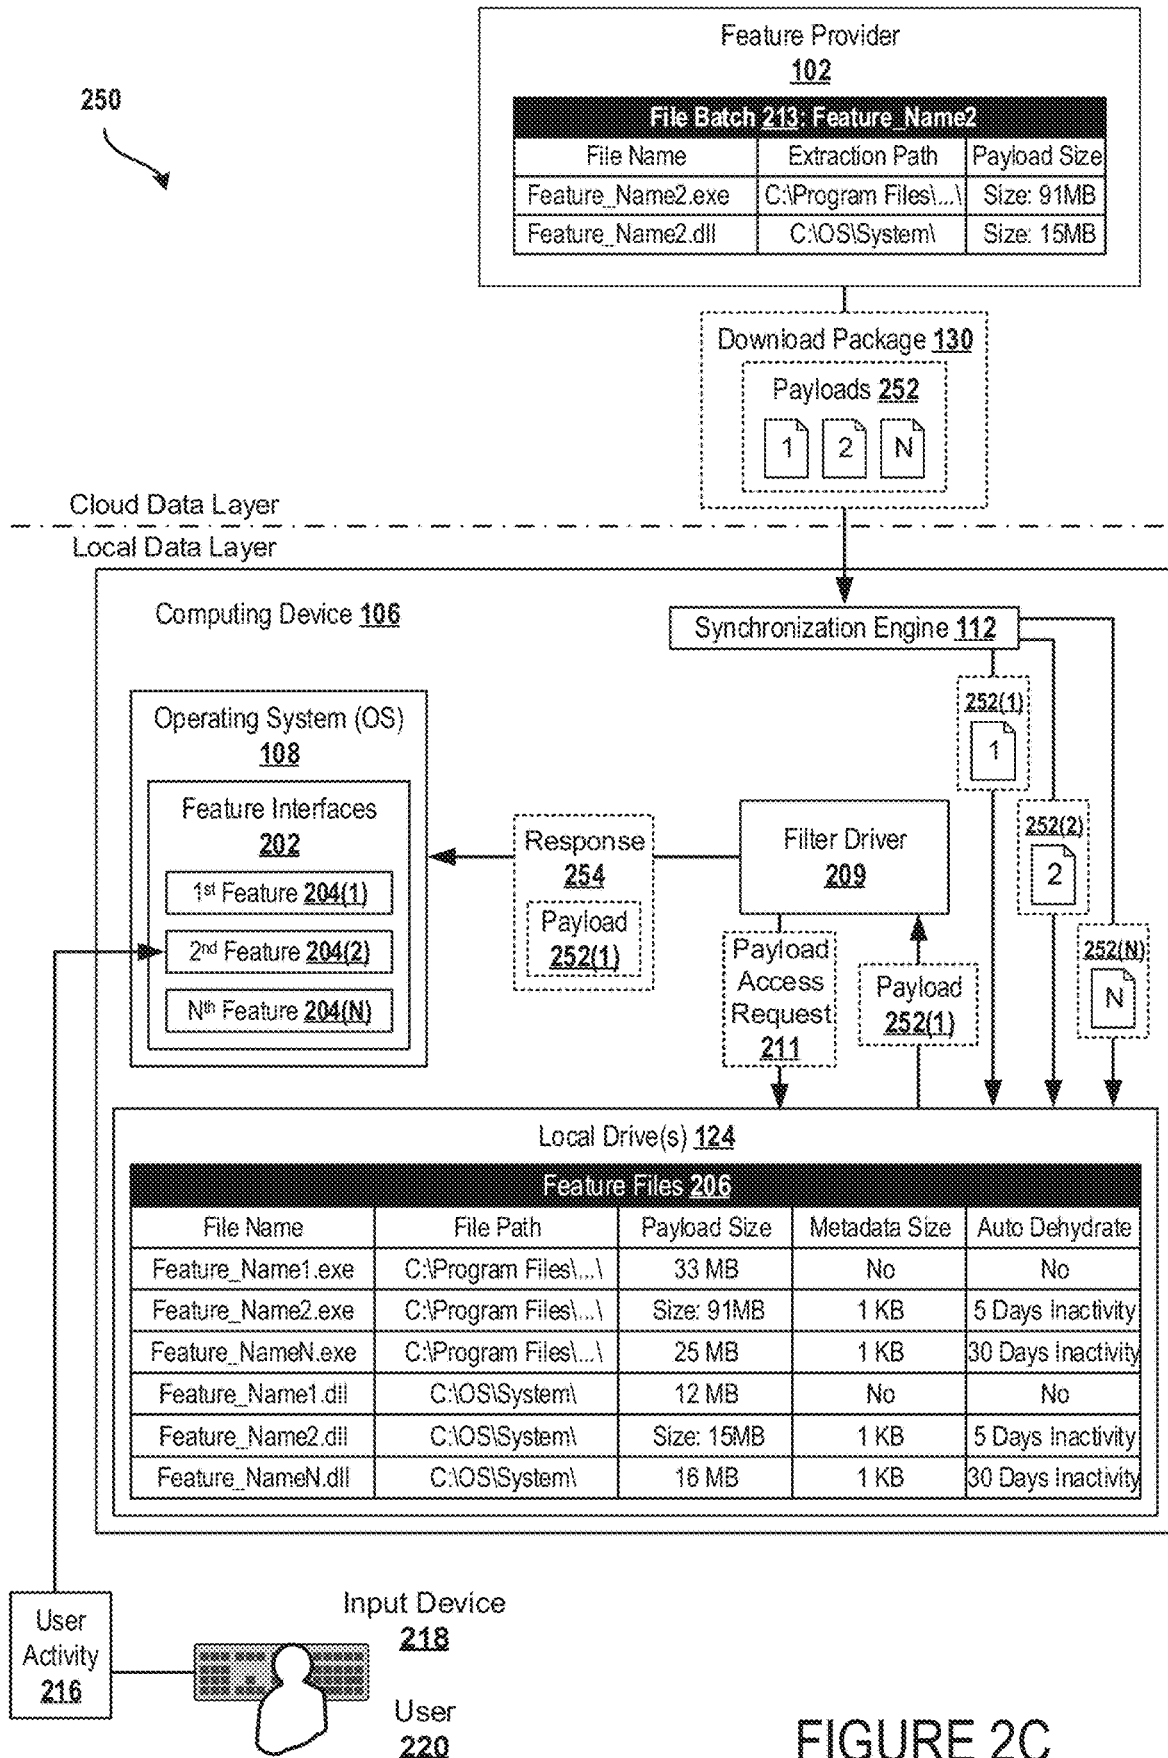 Feature Provider
102
250
File Batch 213: Feature_Name2
File Name Extraction Path Payload Size
Feature_Name2.exe C:\Program Files\...\ Size: 91MB
Feature_Name2.dll C:\OS\System\ Size: 15MB
Download Package 130
Payloads 252
1 2 N
Cloud Data Layer
Local Data Layer
Computing Device 106
Synchronization Engine 112
Operating System (OS)
108
Feature Interfaces
202
1st Feature 204(1)
2nd Feature 204(2)
Nth Feature 204(N)
Response
254
Payload
252(1)
Filter Driver
209
Payload
Access
Request
211
Payload
252(1)
252(1)
1
252(2)
2
252(N)
N
Local Drive(s) 124
Feature Files 206
File Name File Path Payload Size Metadata Size Auto Dehydrate
Feature_Name1.exe C:\Program Files\...\ 33 MB No No
Feature_Name2.exe C:\Program Files\...\ Size: 91MB 1 KB 5 Days Inactivity
Feature_NameN.exe C:\Program Files\...\ 25 MB 1 KB 30 Days Inactivity
Feature_Name1.dll C:\OS\System\ 12 MB No No
Feature_Name2.dll C:\OS\System\ Size: 15MB 1 KB 5 Days Inactivity
Feature_NameN.dll C:\OS\System\ 16 MB 1 KB 30 Days Inactivity
User
Activity
216
Input Device
218
User
220
FIGURE 2C